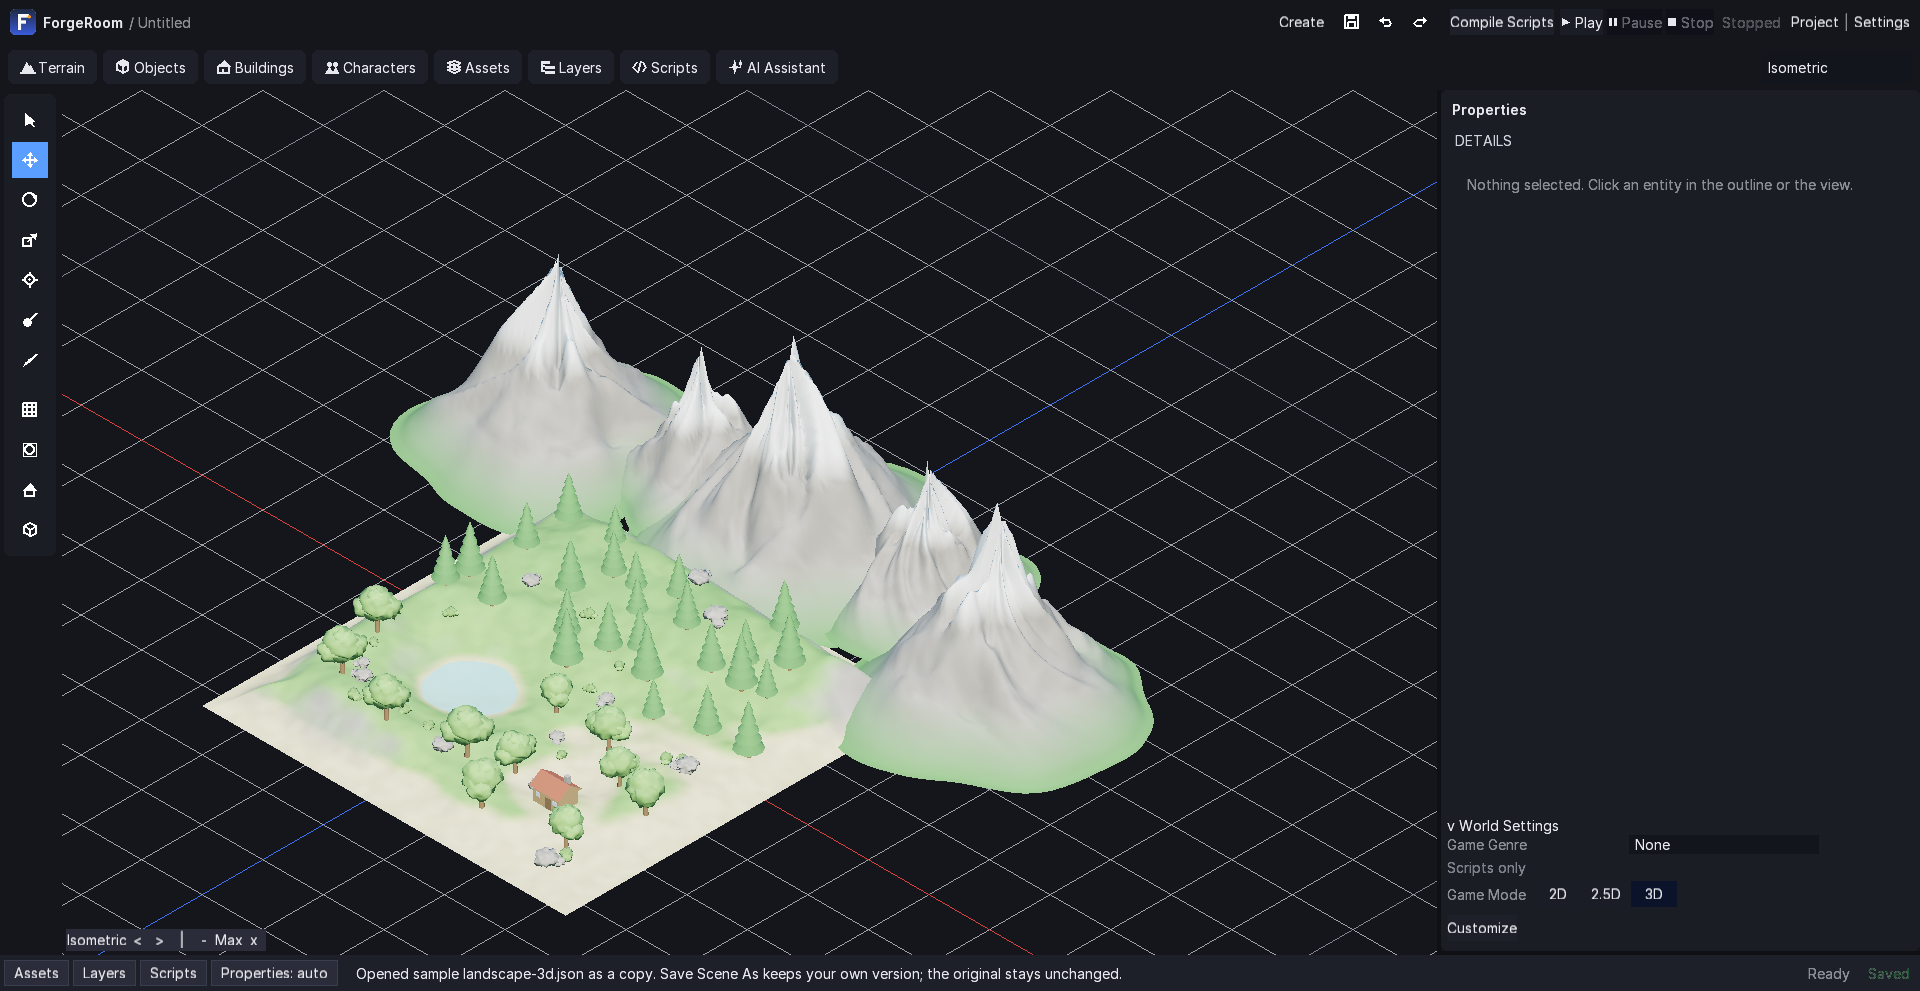 F ForgeRoom / Untitled
Create
Compile Scripts Play Pause Stop Stopped Project | Settings
Terrain Objects Buildings Characters Assets Layers Scripts AI Assistant
Isometric
Properties
DETAILS
Nothing selected. Click an entity in the outline or the view.
v World Settings
Game Genre None
Scripts only
Game Mode 2D 2.5D 3D
Customize
Isometric < > | - Max x
Assets Layers Scripts Properties: auto Opened sample landscape-3d.json as a copy. Save Scene As keeps your own version; the original stays unchanged. Ready Saved